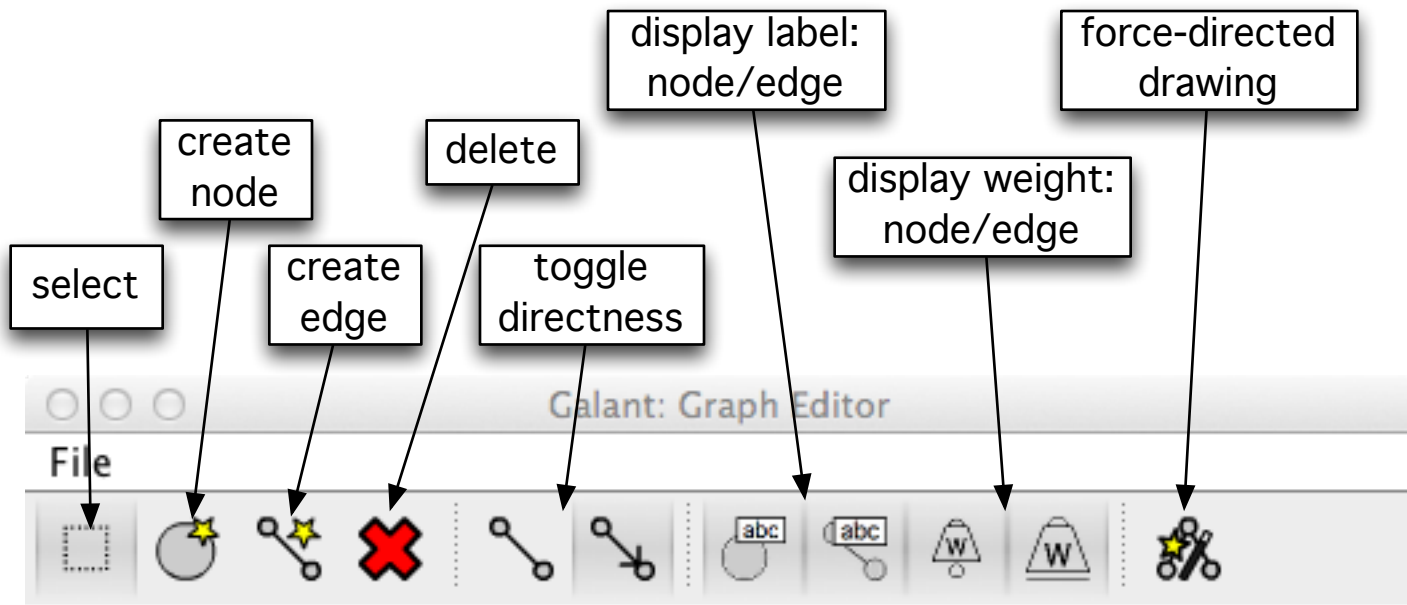 display label:
node/edge
force-directed
drawing
create
node
delete
display weight:
node/edge
select
create
edge
toggle
directness
Galant: Graph Editor
File
abc
abc
W
W